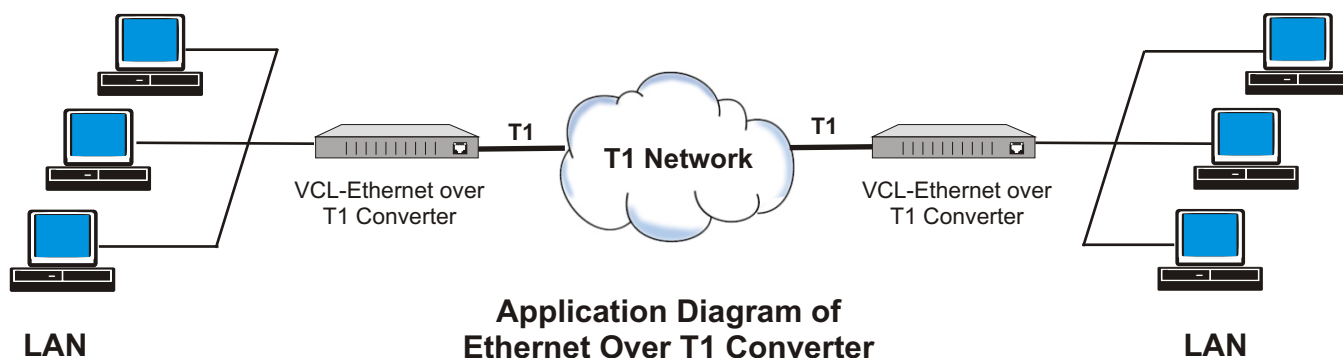 T1
T1 Network
T1
VCL-Ethernet over
T1 Converter
VCL-Ethernet over
T1 Converter
Application Diagram of
Ethernet Over T1 Converter
LAN
LAN